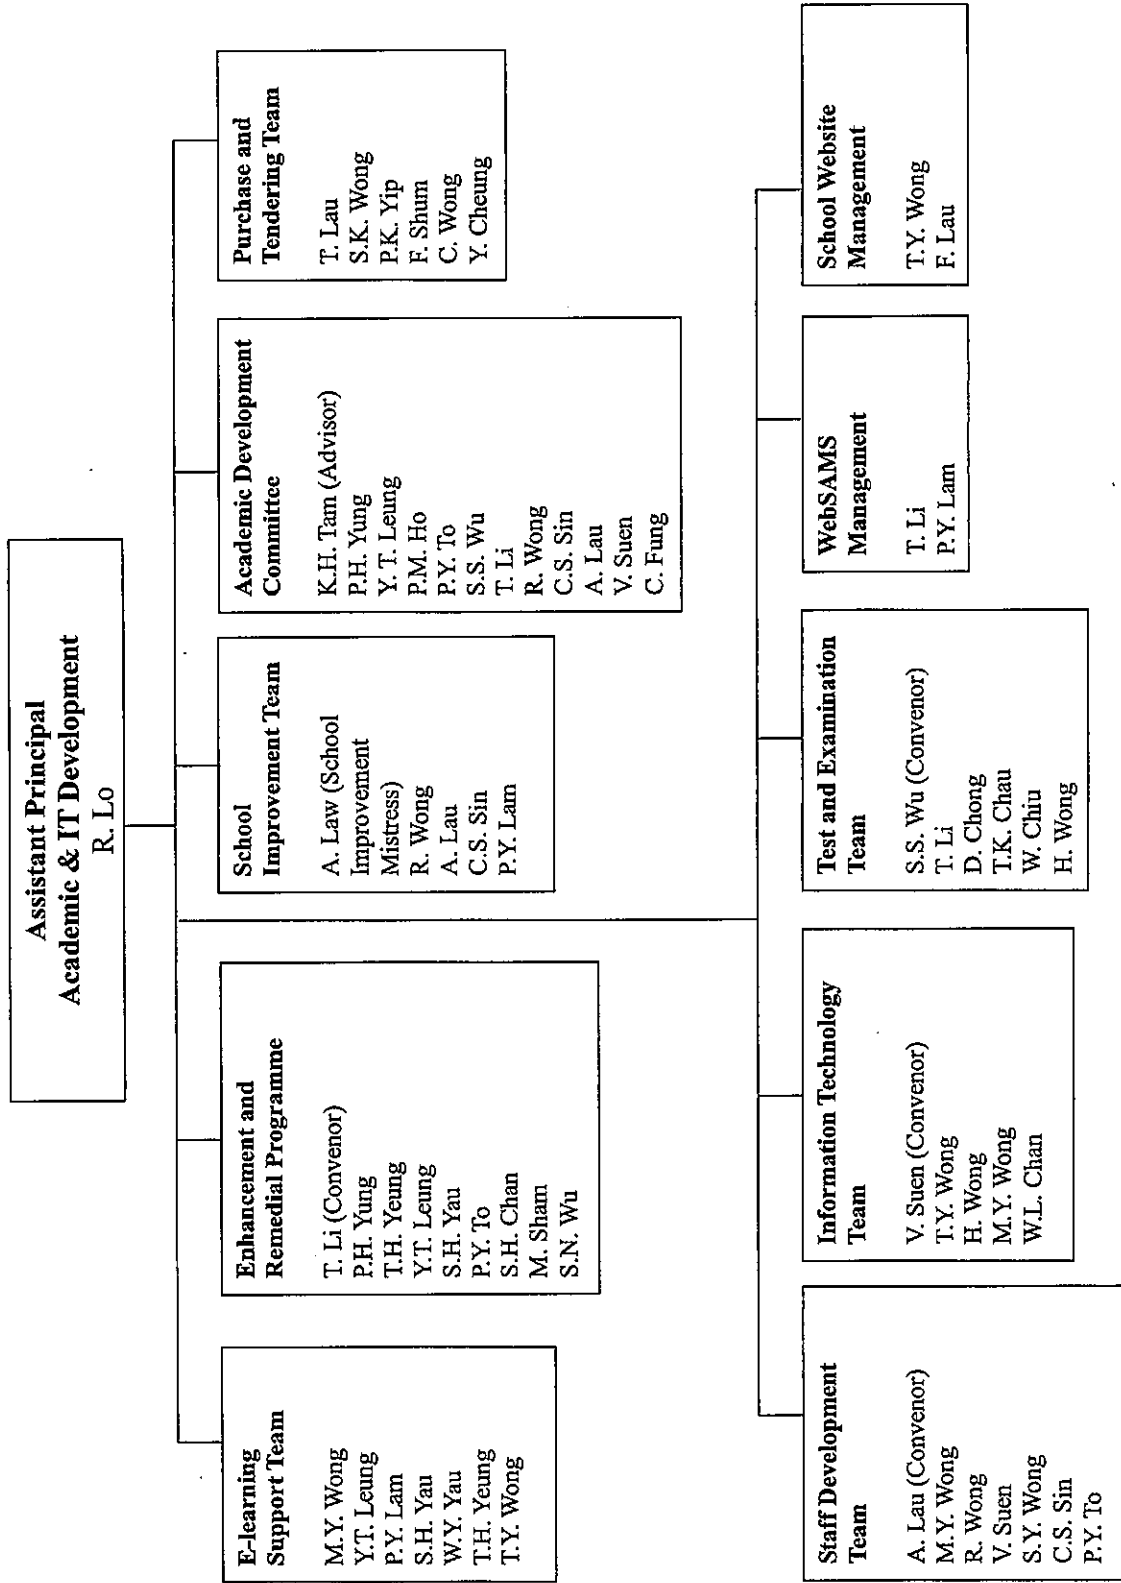 Assistant Principal
Academic & IT Development
R. Lo
E-learning
Support Team
M.Y. Wong
Y.T. Leung
P.Y. Lam
S.H. Yau
W.Y. Yau
T.H. Yeung
T.Y. Wong
Enhancement and
Remedial Programme
T. Li (Convenor)
P.H. Yung
T.H. Yeung
Y.T. Leung
S.H. Yau
P.Y. To
S.H. Chan
M. Sham
S.N. Wu
School
Improvement Team
A. Law (School
Improvement
Mistress)
R. Wong
A. Lau
C.S. Sin
P.Y. Lam
Academic Development
Committee
K.H. Tam (Advisor)
P.H. Yung
Y. T. Leung
P.M. Ho
P.Y. To
S.S. Wu
T. Li
R. Wong
C.S. Sin
A. Lau
V. Suen
C. Fung
Purchase and
Tendering Team
T. Lau
S.K. Wong
P.K. Yip
F. Shum
C. Wong
Y. Cheung
Staff Development
Team
A. Lau (Convenor)
M.Y. Wong
R. Wong
V. Suen
S.Y. Wong
C.S. Sin
P.Y. To
Information Technology
Team
V. Suen (Convenor)
T.Y. Wong
H. Wong
M.Y. Wong
W.L. Chan
Test and Examination
Team
S.S. Wu (Convenor)
T. Li
D. Chong
T.K. Chau
W. Chiu
H. Wong
WebSAMS
Management
T. Li
P.Y. Lam
School Website
Management
T.Y. Wong
F. Lau